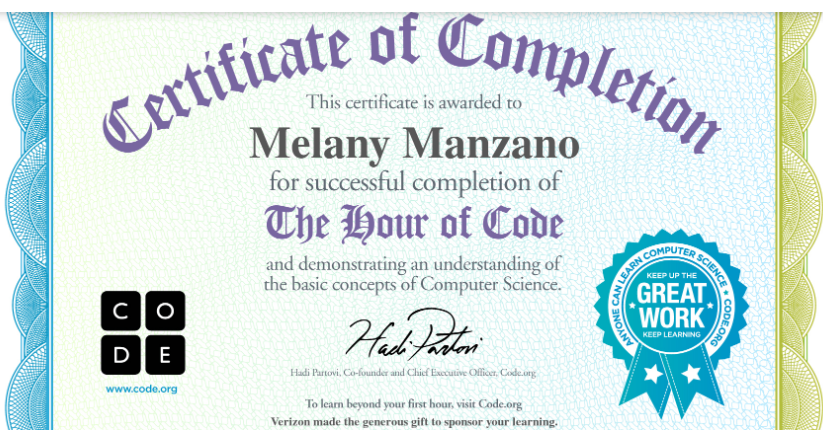 Certificate of Completion
This certificate is awarded to
Melany Manzano
for successful completion of
The Hour of Code
and demonstrating an understanding of
the basic concepts of Computer Science.
C O
D E
www.code.org
Hadi Partovi
Hadi Partovi, Co-founder and Chief Executive Officer, Code.org
To learn beyond your first hour, visit Code.org
Verizon made the generous gift to sponsor your learning.
ANYONE CAN LEARN COMPUTER SCIENCE • CODE.ORG
KEEP UP THE
GREAT
WORK
KEEP LEARNING